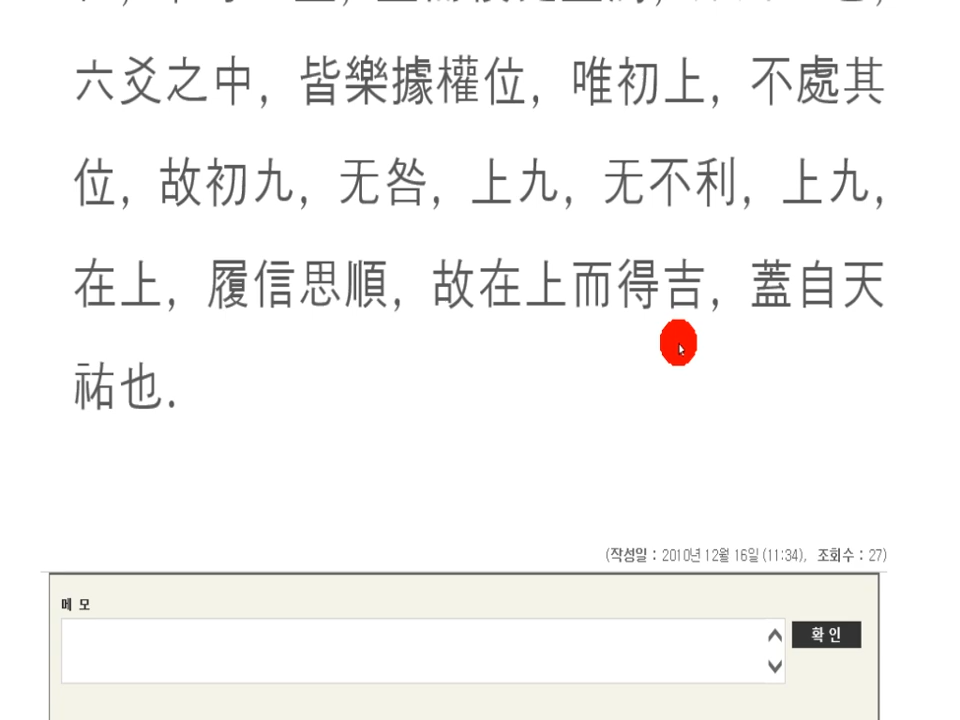 六爻之中, 皆樂據權位, 唯初上, 不處其
位, 故初九, 无咎, 上九, 无不利, 上九,
在上, 履信思順, 故在上而得吉, 蓋自天
祐也.
(작성일 : 2010년 12월 16일 (11:34), 조회수 : 27)
메 모
확 인